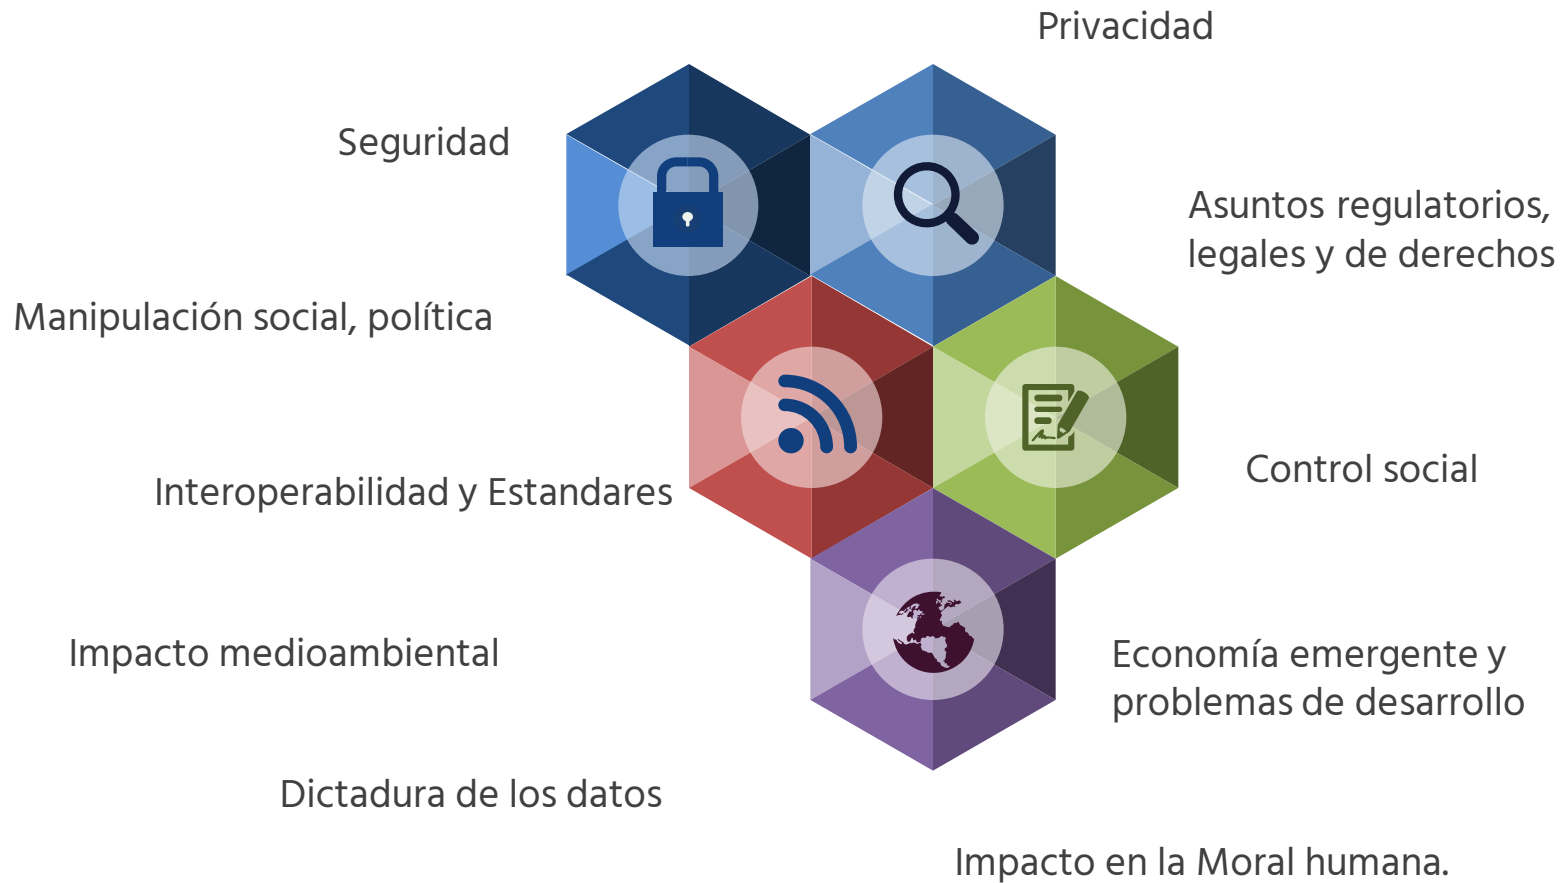 Privacidad
Seguridad
Asuntos regulatorios,
legales y de derechos
Manipulación social, política
Control social
Interoperabilidad y Estandares
Impacto medioambiental
Economía emergente y
problemas de desarrollo
Dictadura de los datos
Impacto en la Moral humana.